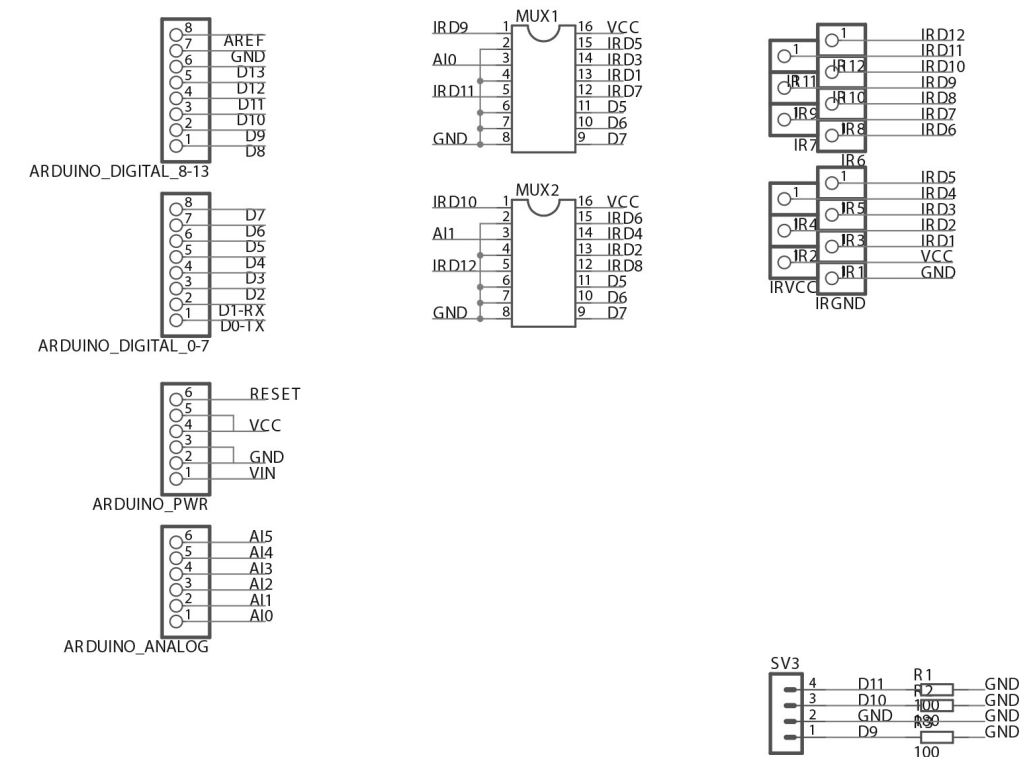 8
7 AREF
6 GND
5 D13
4 D12
3 D11
2 D10
1 D9
D8
ARDUINO_DIGITAL_8-13
8
7 D7
6 D6
5 D5
4 D4
3 D3
2 D2
1 D1-RX
D0-TX
ARDUINO_DIGITAL_0-7
6 RESET
5
4 VCC
3
2 GND
1 VIN
ARDUINO_PWR
6 AI5
5 AI4
4 AI3
3 AI2
2 AI1
1 AI0
ARDUINO_ANALOG
MUX1
IRD9 1 16 VCC
2 15 IRD5
AI0 3 14 IRD3
4 13 IRD1
IRD11 5 12 IRD7
6 11 D5
7 10 D6
GND 8 9 D7
MUX2
IRD10 1 16 VCC
2 15 IRD6
AI1 3 14 IRD4
4 13 IRD2
IRD12 5 12 IRD8
6 11 D5
7 10 D6
GND 8 9 D7
1 IRD12
1 IRD11
IR12 IRD10
IR11 IRD9
IR10 IRD8
IR9 IRD7
IR8 IRD6
IR7
IR6
1 IRD5
1 IRD4
IR5 IRD3
IR4 IRD2
IR3 IRD1
IR2 VCC
IR1 GND
IRVCC
IRGND
SV3
R1
4 D11 GND
R2
3 D10 100 GND
2 GND GND
R3
1 D9 GND
100